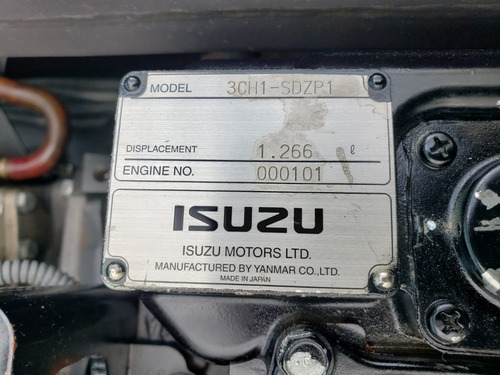 MODEL 3CH1-SDZP1
DISPLACEMENT 1.266 ℓ
ENGINE NO. 000101
ISUZU
ISUZU MOTORS LTD.
MANUFACTURED BY YANMAR CO.,LTD.
MADE IN JAPAN